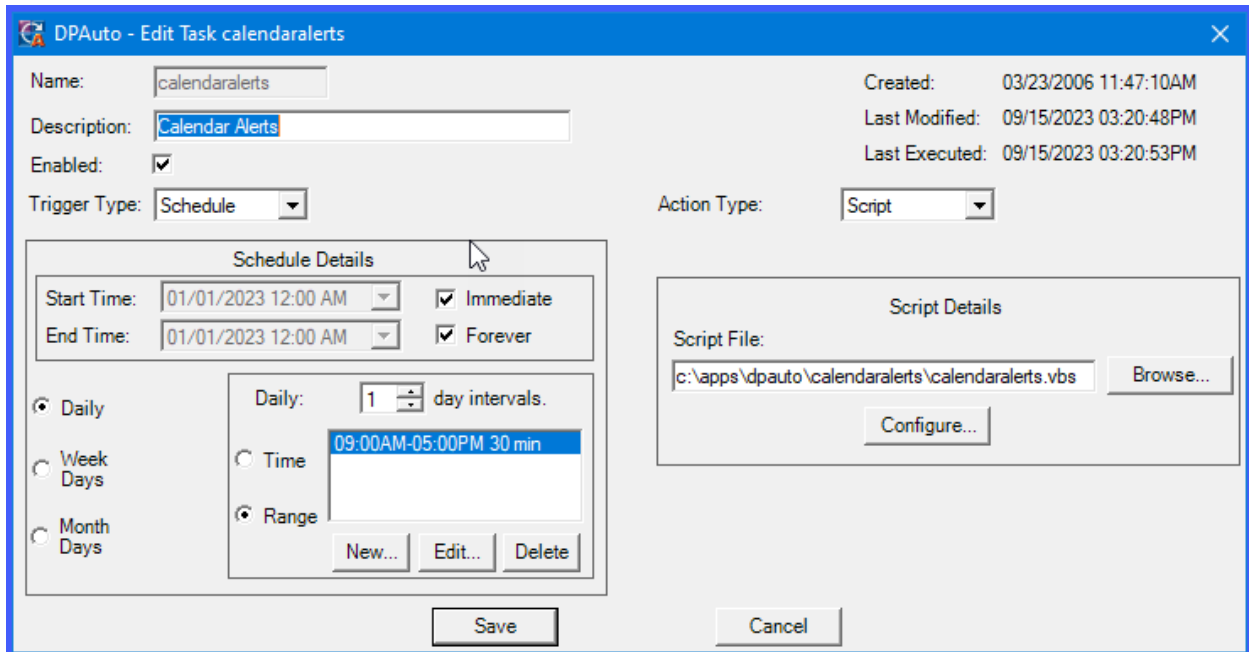 DPAuto - Edit Task calendaralerts
Name: calendaralerts
Created: 03/23/2006 11:47:10AM
Description: Calendar Alerts
Last Modified: 09/15/2023 03:20:48PM
Enabled:
Last Executed: 09/15/2023 03:20:53PM
Trigger Type: Schedule
Action Type: Script
Schedule Details
Start Time: 01/01/2023 12:00 AM Immediate
End Time: 01/01/2023 12:00 AM Forever
Daily
Week
Days
Month
Days
Daily: 1 day intervals.
Time
Range
09:00AM-05:00PM 30 min
New... Edit... Delete
Script Details
Script File:
c:\apps\dpauto\calendaralerts\calendaralerts.vbs Browse...
Configure...
Save Cancel